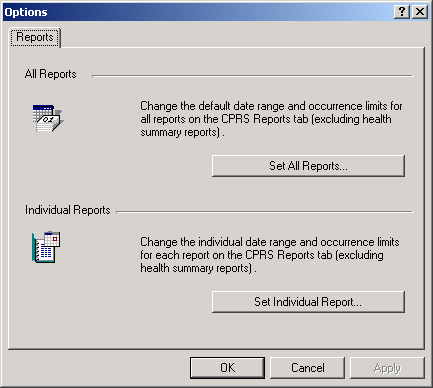 Options
Reports
All Reports
Change the default date range and occurrence limits for
all reports on the CPRS Reports tab (excluding health
summary reports) .
Set All Reports...
Individual Reports
Change the individual date range and occurrence limits
for each report on the CPRS Reports tab (excluding
health summary reports) .
Set Individual Report...
OK Cancel Apply